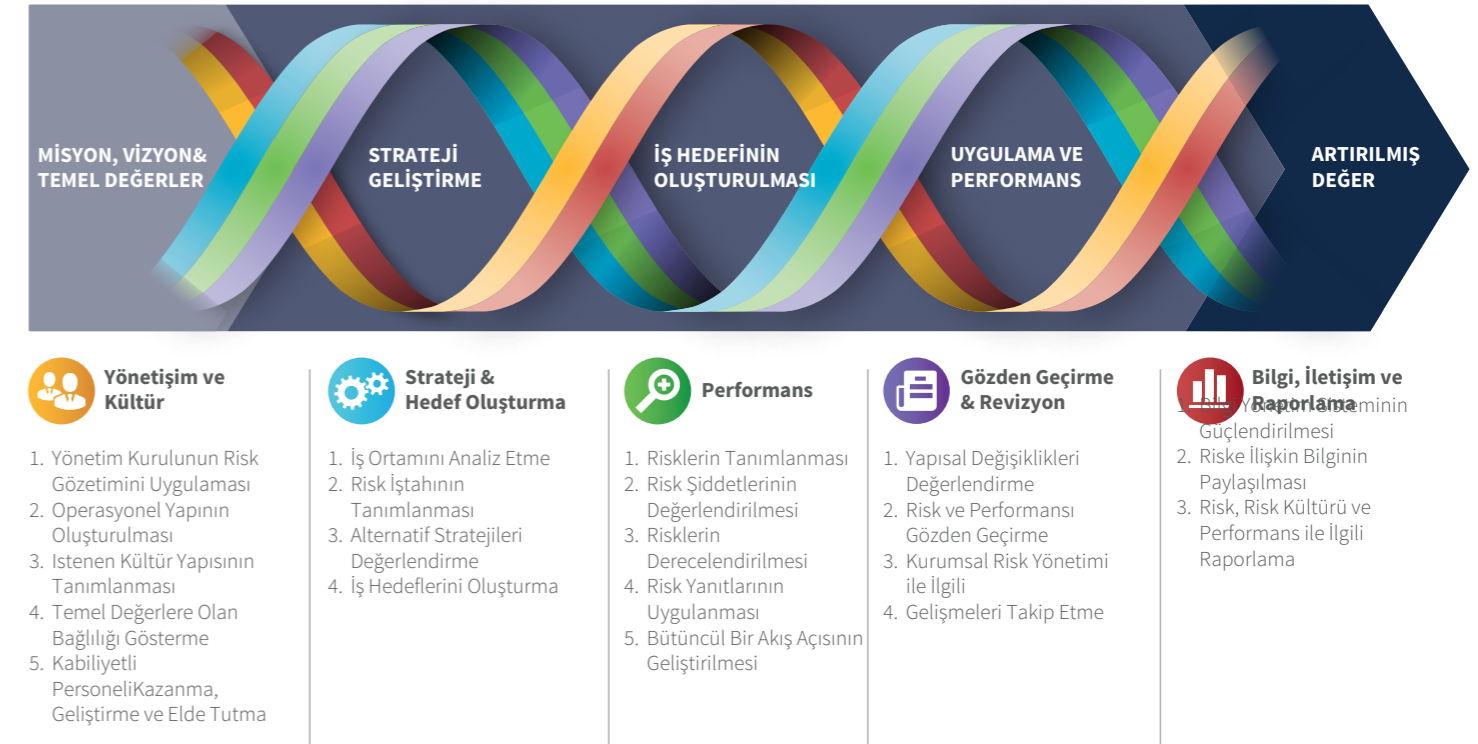 MİSYON, VİZYON&
TEMEL DEĞERLER
STRATEJİ
GELİŞTİRME
İŞ HEDEFİNİN
OLUŞTURULMASI
UYGULAMA VE
PERFORMANS
ARTIRILMIŞ
DEĞER
Yönetişim ve
Kültür
1. Yönetim Kurulunun Risk
Gözetimini Uygulaması
2. Operasyonel Yapının
Oluşturulması
3. Istenen Kültür Yapısının
Tanımlanması
4. Temel Değerlere Olan
Bağlılığı Gösterme
5. Kabiliyetli
PersoneliKazanma,
Geliştirme ve Elde Tutma
Strateji &
Hedef Oluşturma
1. İş Ortamını Analiz Etme
2. Risk İştahının
Tanımlanması
3. Alternatif Stratejileri
Değerlendirme
4. İş Hedeflerini Oluşturma
Performans
1. Risklerin Tanımlanması
2. Risk Şiddetlerinin
Değerlendirilmesi
3. Risklerin
Derecelendirilmesi
4. Risk Yanıtlarının
Uygulanması
5. Bütüncül Bir Akış Açısının
Geliştirilmesi
Gözden Geçirme
& Revizyon
1. Yapısal Değişiklikleri
Değerlendirme
2. Risk ve Performansı
Gözden Geçirme
3. Kurumsal Risk Yönetimi
ile İlgili
4. Gelişmeleri Takip Etme
Bilgi, İletişim ve
Raporlama
1. Bilgi Yönetim Sisteminin
Güçlendirilmesi
2. Riske İlişkin Bilginin
Paylaşılması
3. Risk, Risk Kültürü ve
Performans ile İlgili
Raporlama